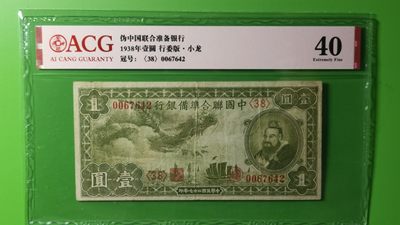 ACG
AI CANG GUARANTY
伪中国联合准备银行
1938年壹圆 行委版·小龙
冠号:〈38〉0067642
40
Extremely Fine
行銀備準合聯國中
〈38〉
0067642
1
圓壹
圓
壹
〈38〉
0067642
1